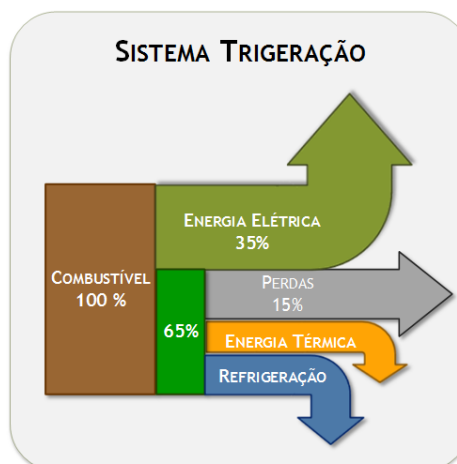 SISTEMA TRIGERAÇÃO
ENERGIA ELÉTRICA
35%
COMBUSTÍVEL
100 %
PERDAS
15%
65%
ENERGIA TÉRMICA
REFRIGERAÇÃO